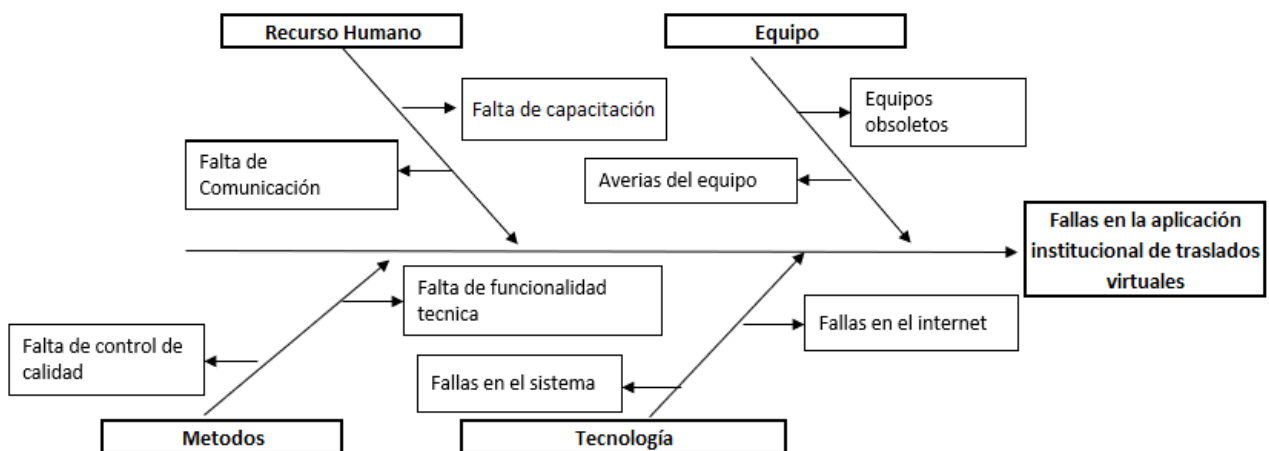 Recurso Humano
Equipo
Falta de capacitación
Equipos
obsoletos
Falta de
Comunicación
Averias del equipo
Fallas en la aplicación
institucional de traslados
virtuales
Falta de funcionalidad
tecnica
Fallas en el internet
Falta de control de
calidad
Fallas en el sistema
Metodos
Tecnología